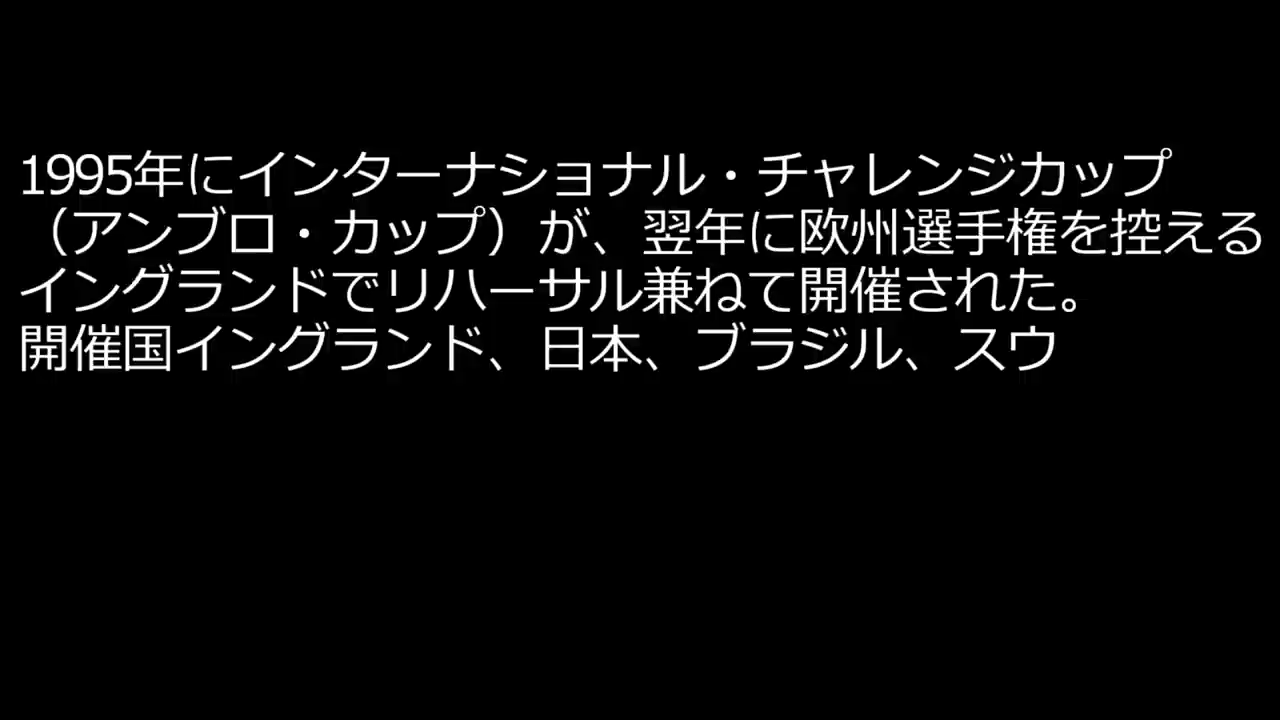 1995年にインターナショナル・チャレンジカップ
（アンブロ・カップ）が、翌年に欧州選手権を控える
イングランドでリハーサル兼ねて開催された。
開催国イングランド、日本、ブラジル、スウ